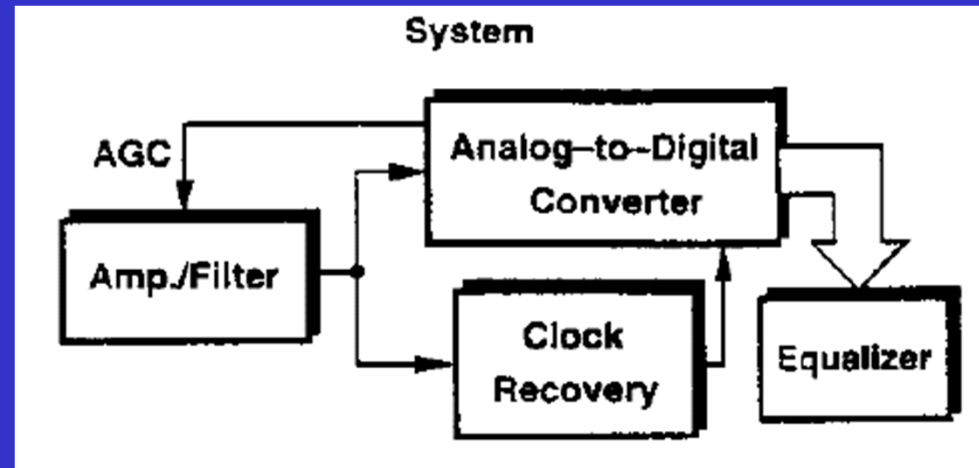 System
AGC
Analog-to-Digital
Converter
Amp./Filter
Clock
Recovery
Equalizer